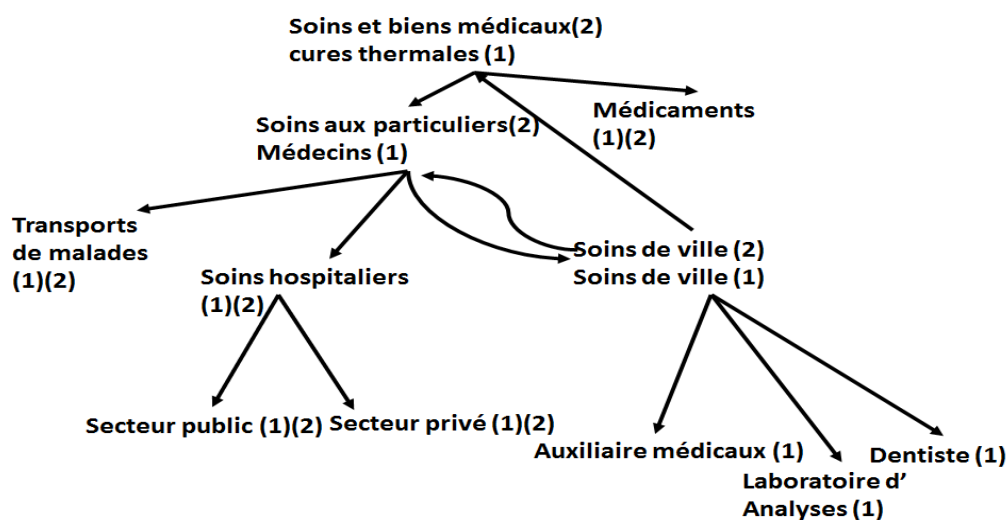 Soins et biens médicaux(2)
cures thermales (1)
Médicaments
(1)(2)
Soins aux particuliers(2)
Médecins (1)
Transports
de malades
(1)(2)
Soins hospitaliers
(1)(2)
Soins de ville (2)
Soins de ville (1)
Secteur public (1)(2)
Secteur privé (1)(2)
Auxiliaire médicaux (1)
Laboratoire d’
Analyses (1)
Dentiste (1)